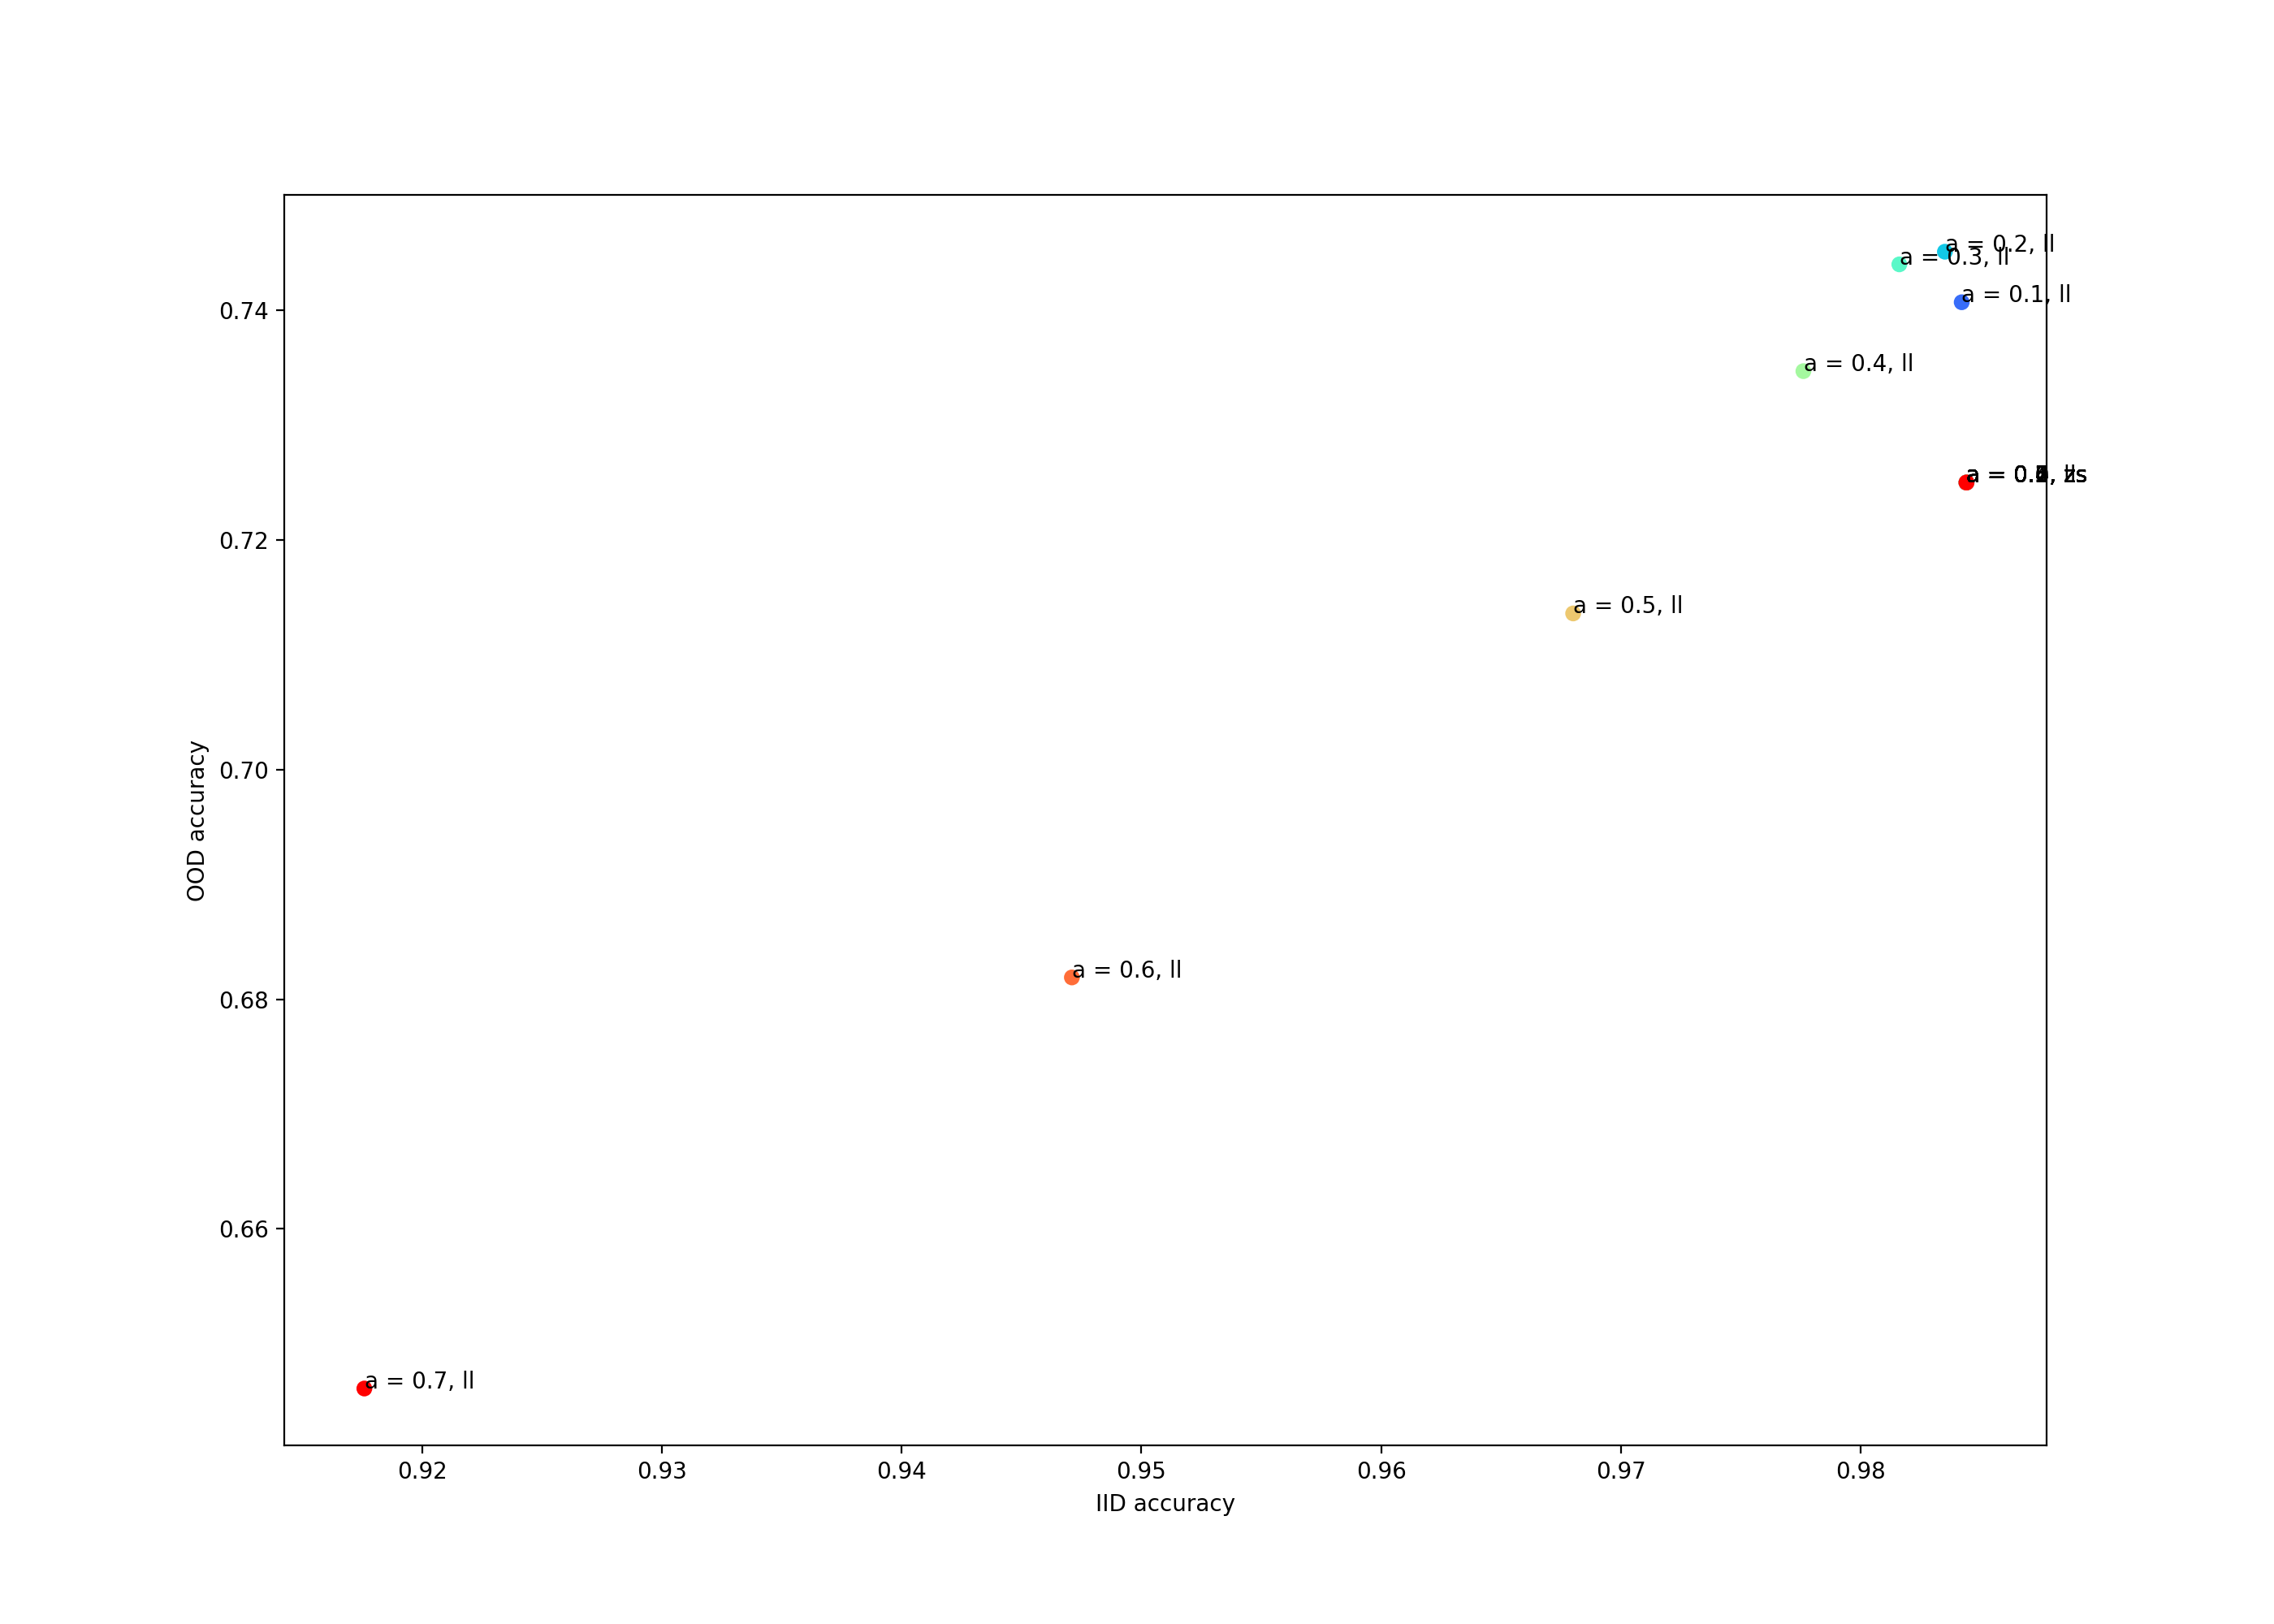 a = 0.2, ll
a = 0.3, ll
a = 0.1, ll
a = 0.4, ll
a = 0.5, ll
a = 0.6, ll
a = 0.7, ll
0.74
0.72
0.70
0.68
0.66
OOD accuracy
0.92
0.93
0.94
0.95
0.96
0.97
0.98
IID accuracy